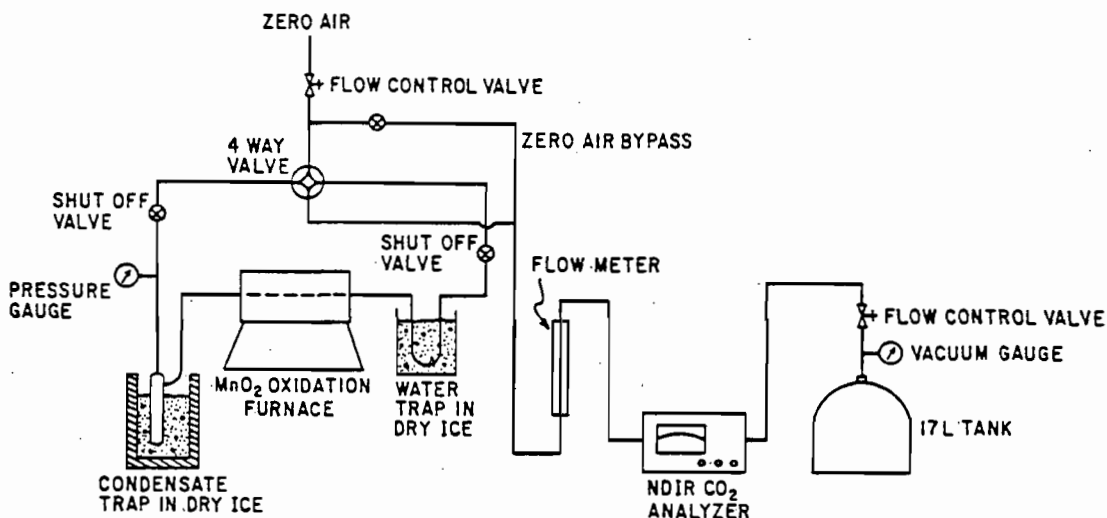 ZERO AIR
FLOW CONTROL VALVE
ZERO AIR BYPASS
4 WAY
VALVE
SHUT OFF
VALVE
SHUT OFF
VALVE
FLOW METER
PRESSURE
GAUGE
FLOW CONTROL VALVE
VACUUM GAUGE
MnO₂ OXIDATION
FURNACE
WATER
TRAP IN
DRY ICE
17L TANK
CONDENSATE
TRAP IN DRY ICE
NDIR CO₂
ANALYZER